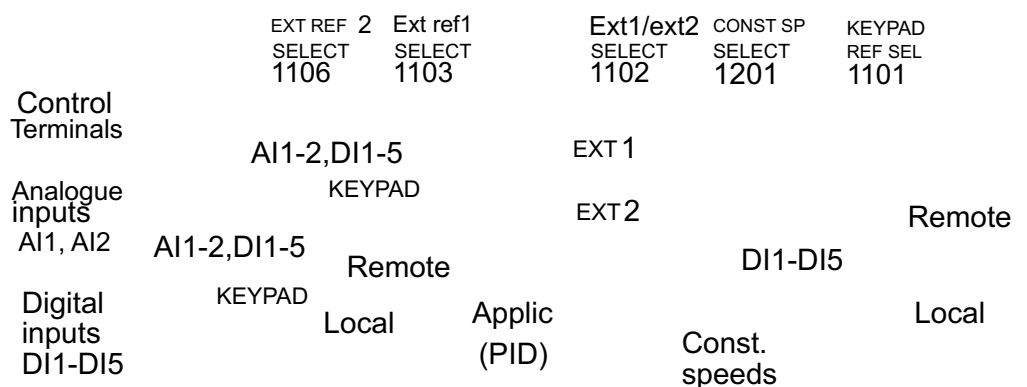 EXT REF 2
SELECT
1106
Ext ref1
SELECT
1103
Ext1/ext2
SELECT
1102
CONST SP
SELECT
1201
KEYPAD
REF SEL
1101
Control
Terminals
AI1-2,DI1-5
KEYPAD
EXT 1
Analogue
inputs
AI1, AI2
EXT 2
Remote
AI1-2,DI1-5
KEYPAD
Remote
Local
DI1-DI5
Digital
inputs
DI1-DI5
Applic
(PID)
Const.
speeds
Local